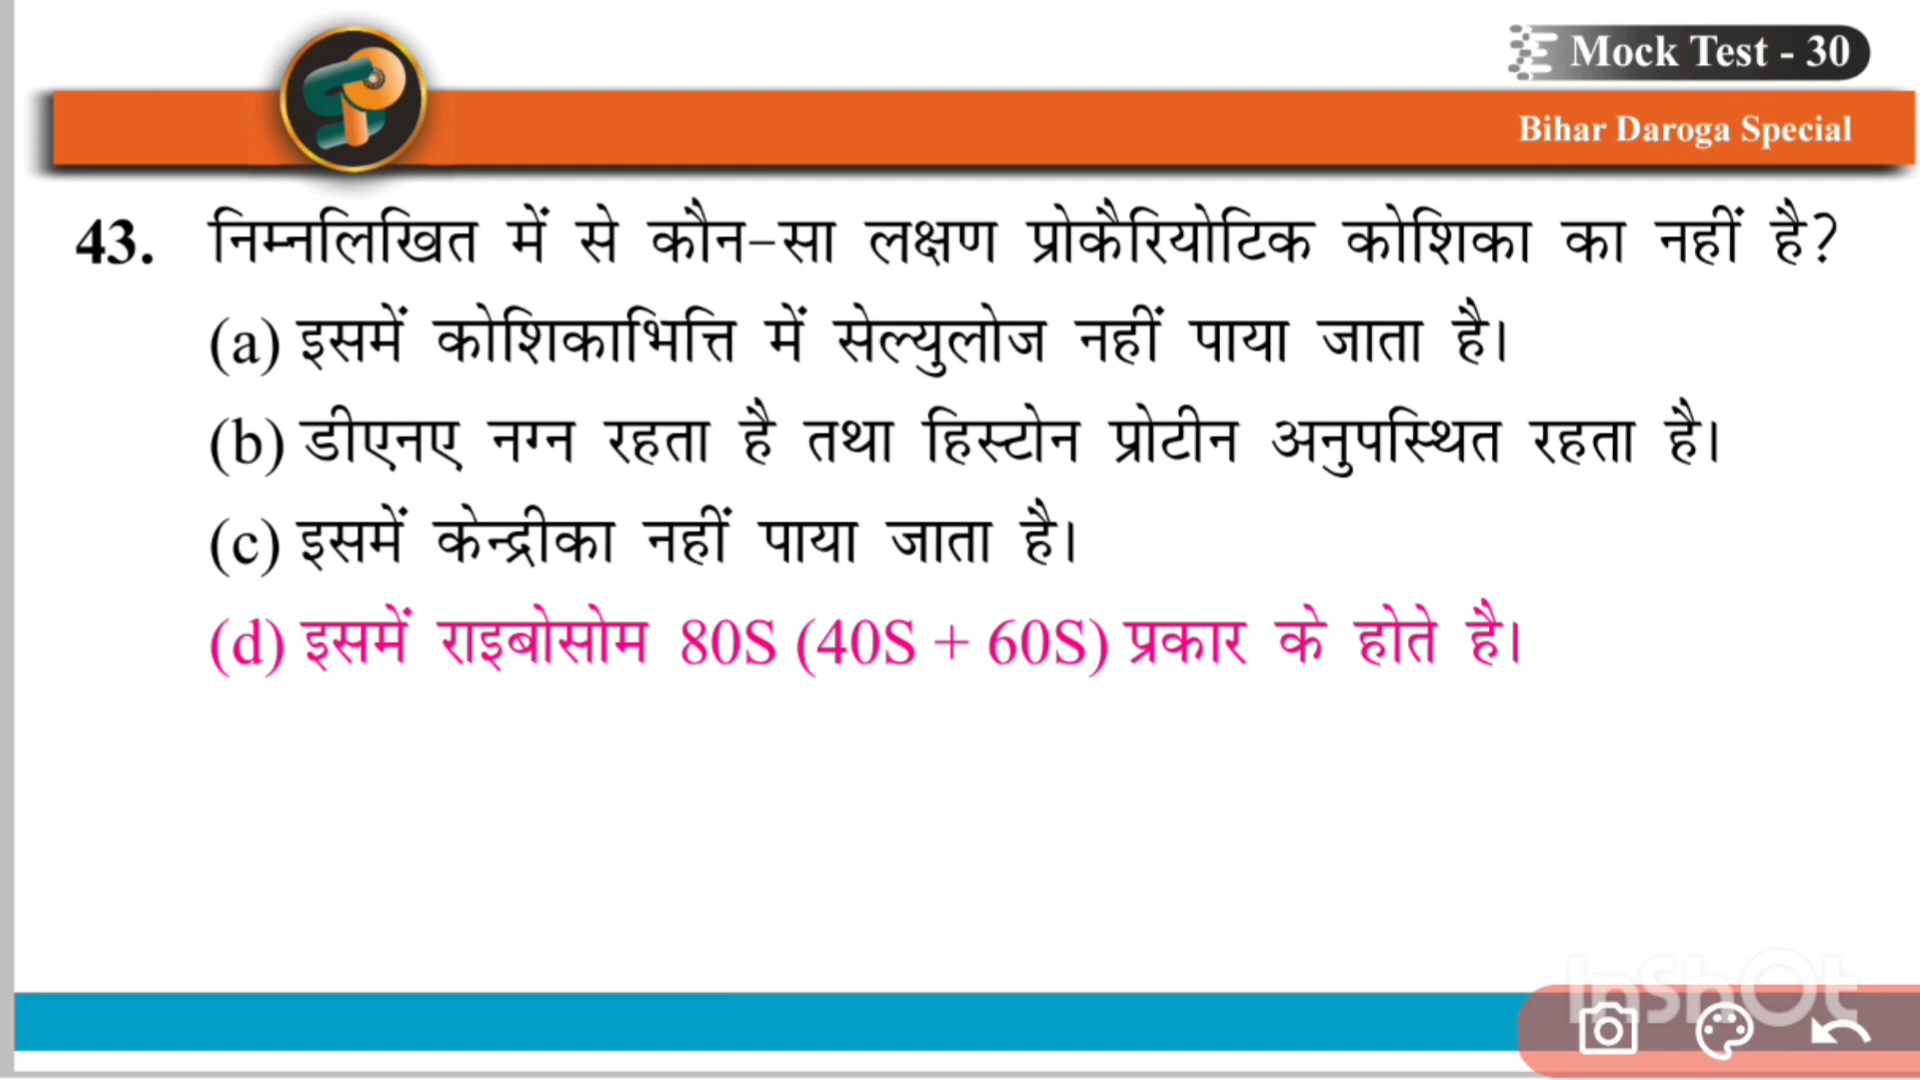 Mock Test - 30
Bihar Daroga Special
43. निम्नलिखित में से कौन-सा लक्षण प्रोकैरियोटिक कोशिका का नहीं है?
(a) इसमें कोशिकाभित्ति में सेल्युलोज नहीं पाया जाता है।
(b) डीएनए नग्न रहता है तथा हिस्टोन प्रोटीन अनुपस्थित रहता है।
(c) इसमें केन्द्रीका नहीं पाया जाता है।
(d) इसमें राइबोसोम 80S (40S + 60S) प्रकार के होते है।
InShOt